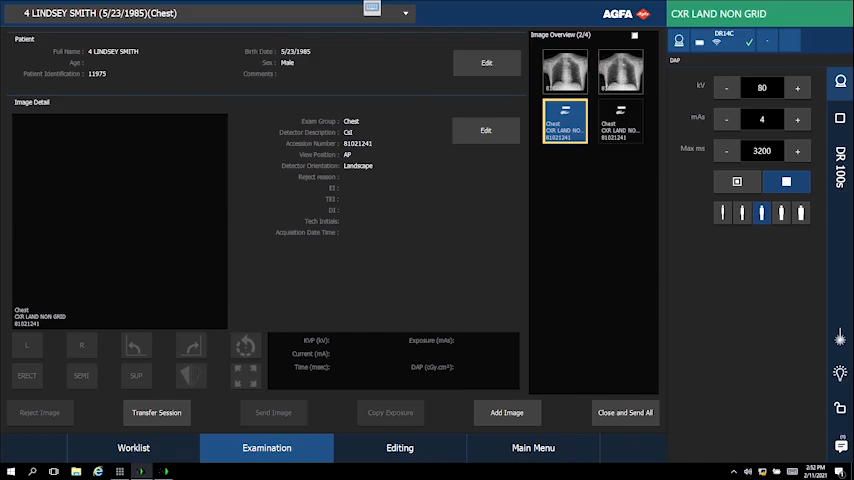 4 LINDSEY SMITH (5/23/1985)(Chest)
AGFA
CXR LAND NON GRID
Patient
Full Name : 4 LINDSEY SMITH
Birth Date : 5/23/1985
Age :
Sex : Male
Patient Identification : 11975
Comments :
Edit
Image Detail
Exam Group : Chest
Detector Description : CsI
Accession Number : 81021241
View Position : AP
Detector Orientation: Landscape
Reject reason :
EI :
TEI :
DI :
Tech Initials:
Acquisition Date Time :
Edit
Chest
CXR LAND NON GRID
81021241
Image Overview (2/4)
Chest
CXR LAND NO...
81021241
Chest
CXR LAND NO...
81021241
DR14C
DAP
kV - 80 +
mAs - 4 +
Max ms - 3200 +
DR 100s
L
R
ERECT
SEMI
SUP
KVP (kV):
Exposure (mAs):
Current (mA):
Time (msec):
DAP (cGy.cm²):
Reject Image
Transfer Session
Send Image
Copy Exposure
Add Image
Close and Send All
Worklist
Examination
Editing
Main Menu
2:52 PM
2/11/2021